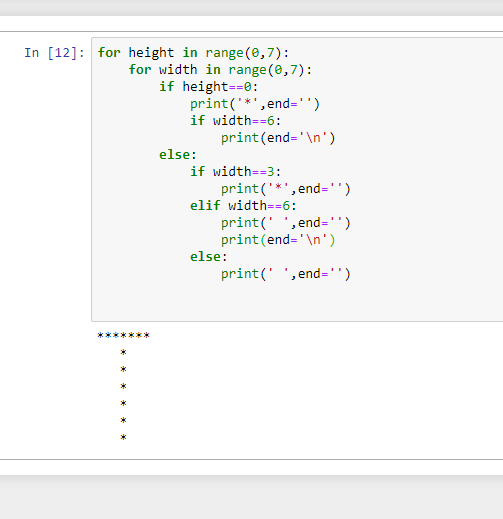 In [12]: for height in range(0,7):
    for width in range(0,7):
        if height==0:
            print('*',end='')
            if width==6:
                print(end='\n')
        else:
            if width==3:
                print('*',end='')
            elif width==6:
                print(' ',end='')
                print(end='\n')
            else:
                print(' ',end='')
*******
   *
   *
   *
   *
   *
   *